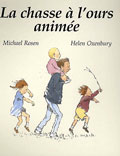 La chasse à l'ours
animée
Michael Rosen
Helen Oxenbury